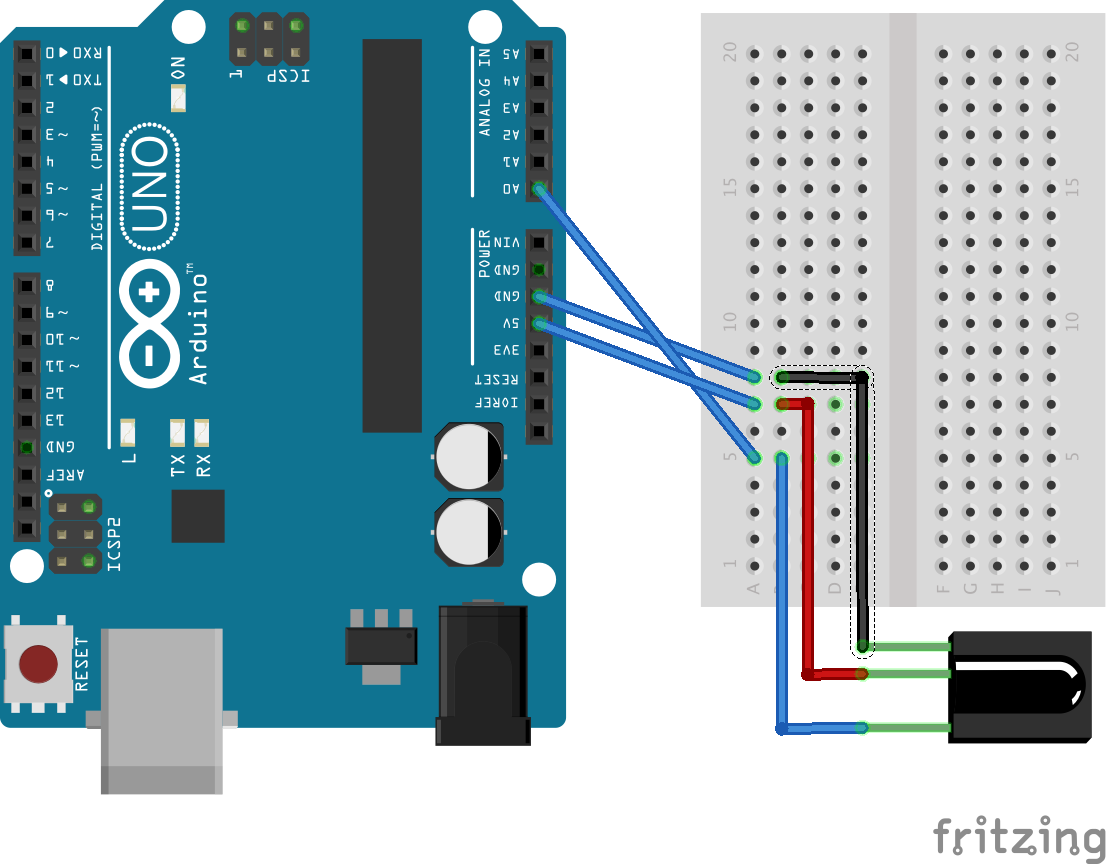 RX0 ◀ 0
TX0 ▶ 1
2
~3
4
~5
~6
7
DIGITAL (PWM=~)
8
~9
~10
~11
12
13
GND
AREF
1
ICSP
ON
UNO
Arduino™
L
TX
RX
ICSP2
RESET
ANALOG IN
A5
A4
A3
A2
A1
A0
POWER
VIN
GND
GND
5V
3V3
RESET
IOREF
20
15
10
5
1
A
D
F
G
H
I
J
20
15
10
5
1
fritzing